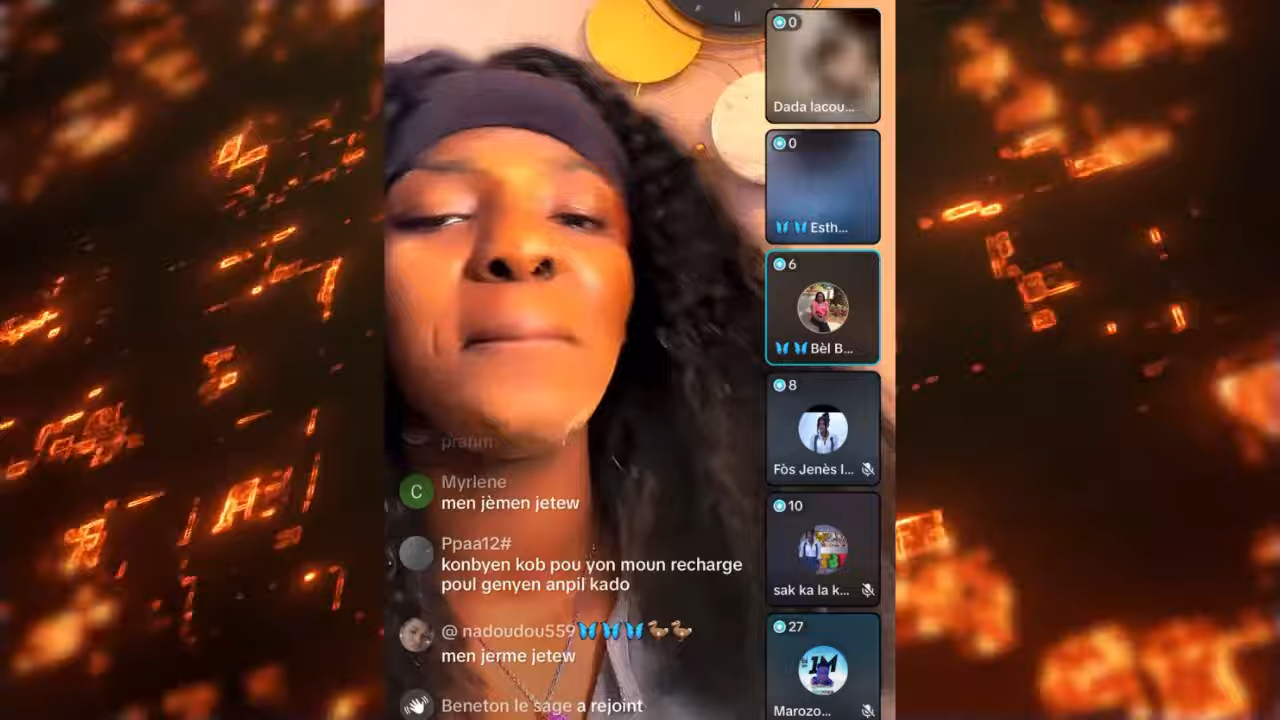 pranm
Myrlene
men jèmen jetew
Ppaa12#
konbyen kob pou yon moun recharge
poul genyen anpil kado
@ nadoudou559🦋🦋🦋🦆🦆
men jerme jetew
Beneton le sage a rejoint
C
0
Dada lacou...
0
🦋🦋 Esth...
6
🦋🦋 Bèl B...
8
Fòs Jenès l...
10
sak ka la k...
27
1M
Marozo...